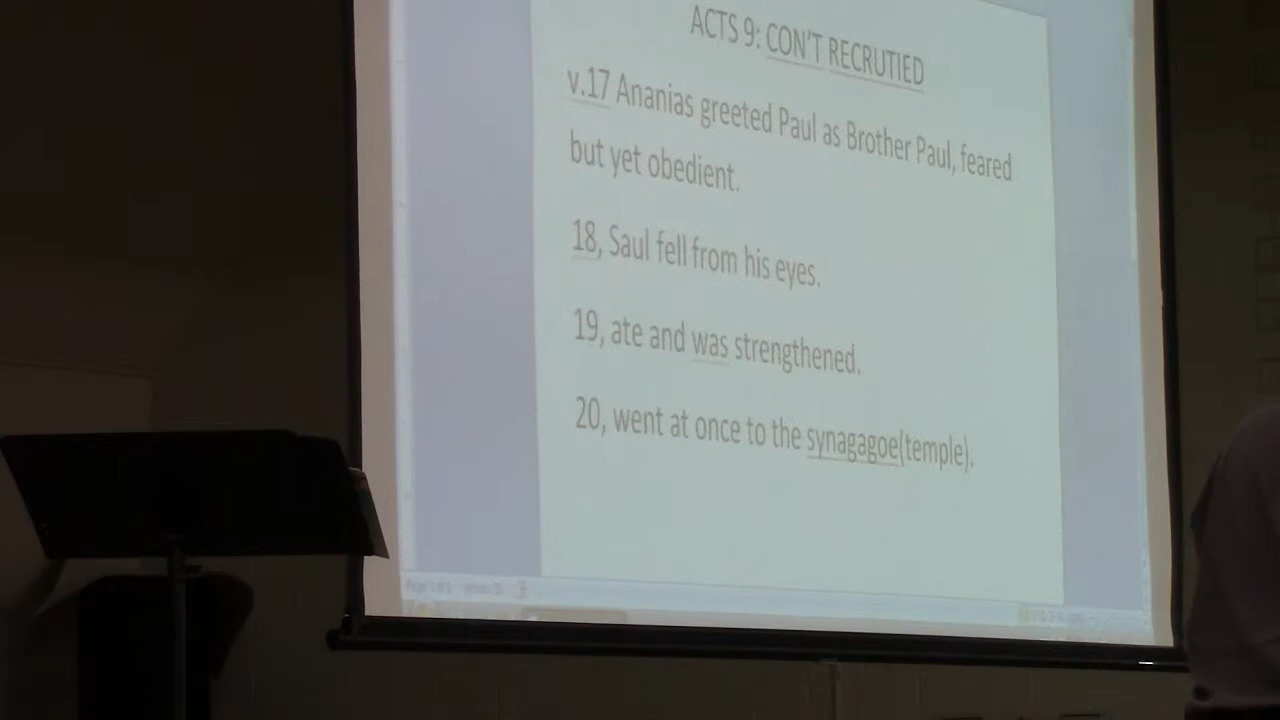 ACTS 9: CON'T RECRUTIED
v.17 Ananias greeted Paul as Brother Paul, feared
but yet obedient.
18, Saul fell from his eyes.
19, ate and was strengthened.
20, went at once to the synagagoe(temple).